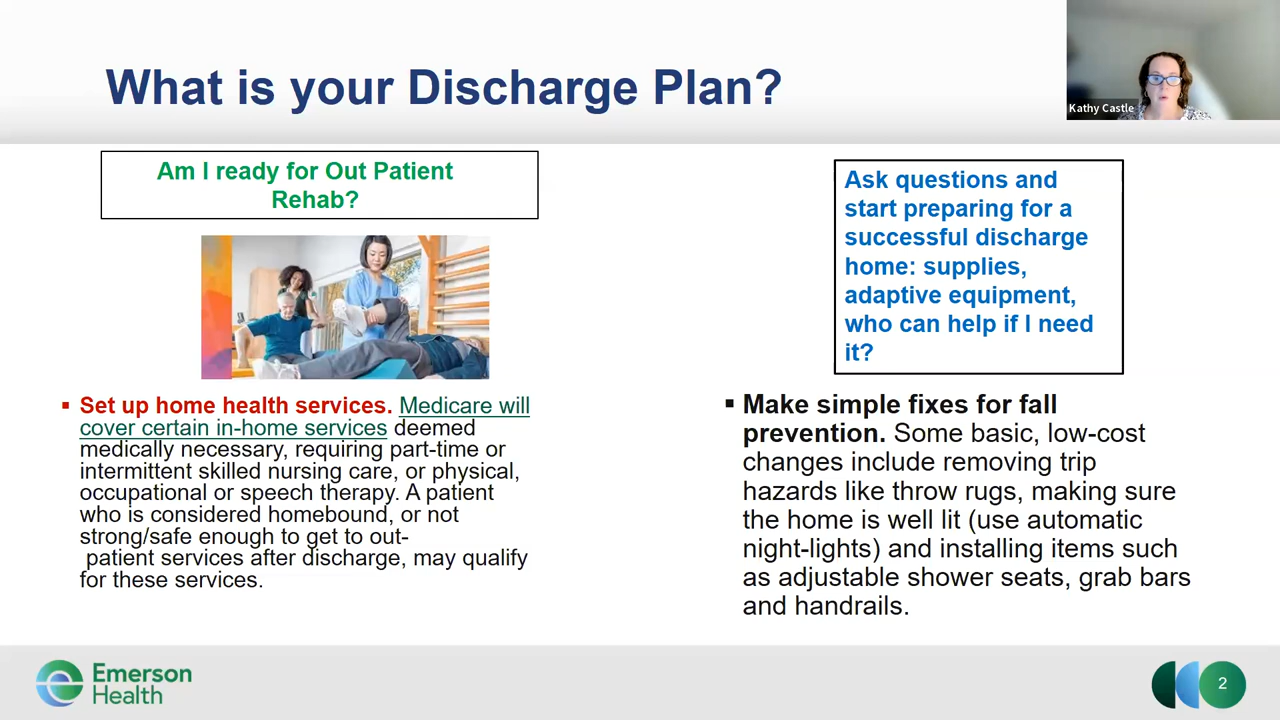 What is your Discharge Plan?
Kathy Castle
Am I ready for Out Patient
Rehab?
Set up home health services. Medicare will
cover certain in-home services deemed
medically necessary, requiring part-time or
intermittent skilled nursing care, or physical,
occupational or speech therapy. A patient
who is considered homebound, or not
strong/safe enough to get to out-
patient services after discharge, may qualify
for these services.
Ask questions and
start preparing for a
successful discharge
home: supplies,
adaptive equipment,
who can help if I need
it?
Make simple fixes for fall
prevention. Some basic, low-cost
changes include removing trip
hazards like throw rugs, making sure
the home is well lit (use automatic
night-lights) and installing items such
as adjustable shower seats, grab bars
and handrails.
Emerson
Health
2